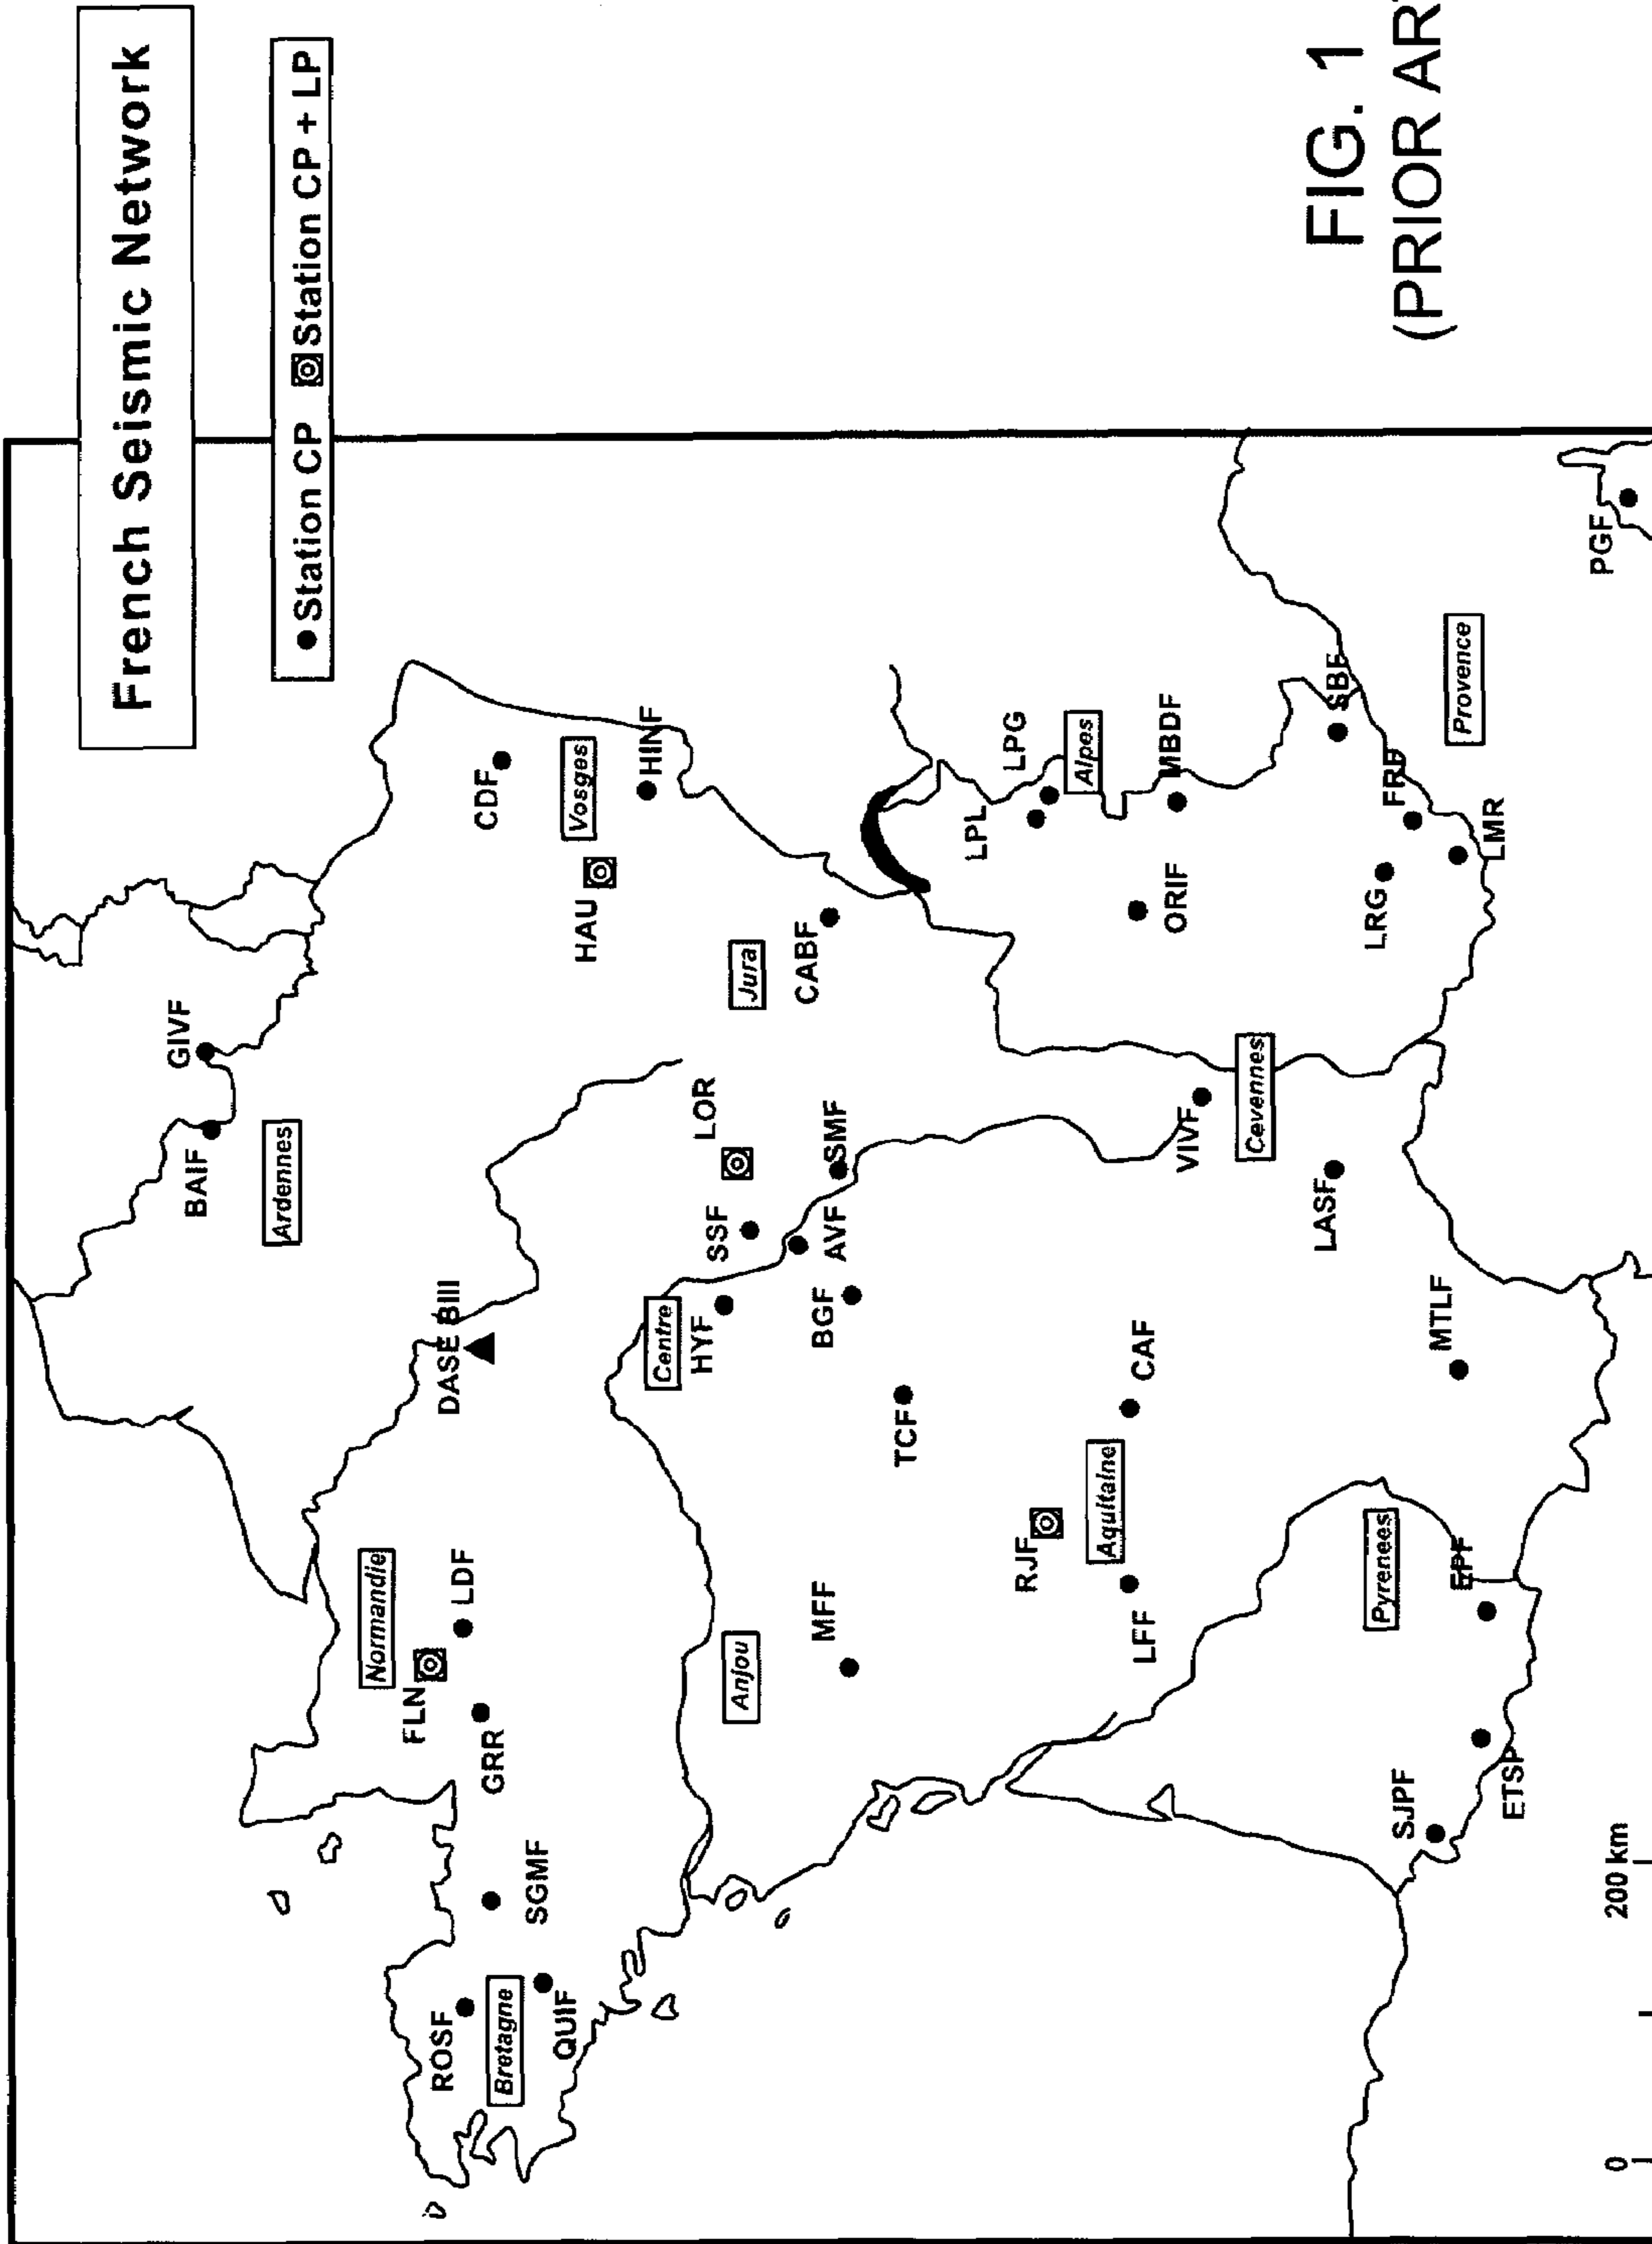 French Seismic Network
Station CP Station CP + LP
GIVF
BAIF
Ardennes
CDF
Vosges
HINF
HAU
Jura
CABF
DASE BIII
Normandie
FLN
LDF
GRR
ROSF
Bretagne
SGMF
QUIF
LOR
SSF
Centre
HYF
AVF
SMF
BGF
Anjou
MFF
TCF
LPG
LPL
Alpes
MBDF
ORIF
RJF
Aquitaine
CAF
LFF
VIVF
Cevennes
SBF
FRF
LRG
LMR
Provence
LASF
MTLF
Pyrenees
EPF
SJPF
ETSP
PGF
0
200 km
FIG. 1
(PRIOR AR